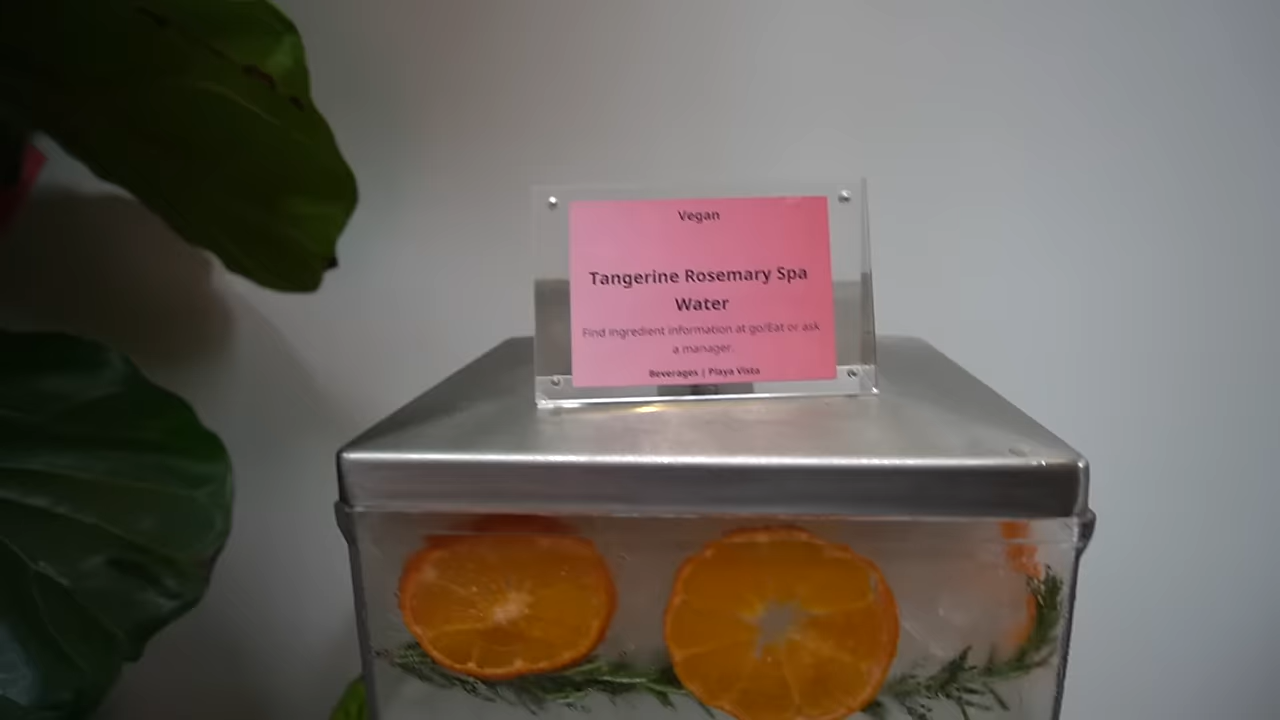 Vegan
Tangerine Rosemary Spa
Water
Find ingredient information at go/Eat or ask
a manager.
Beverages | Playa Vista